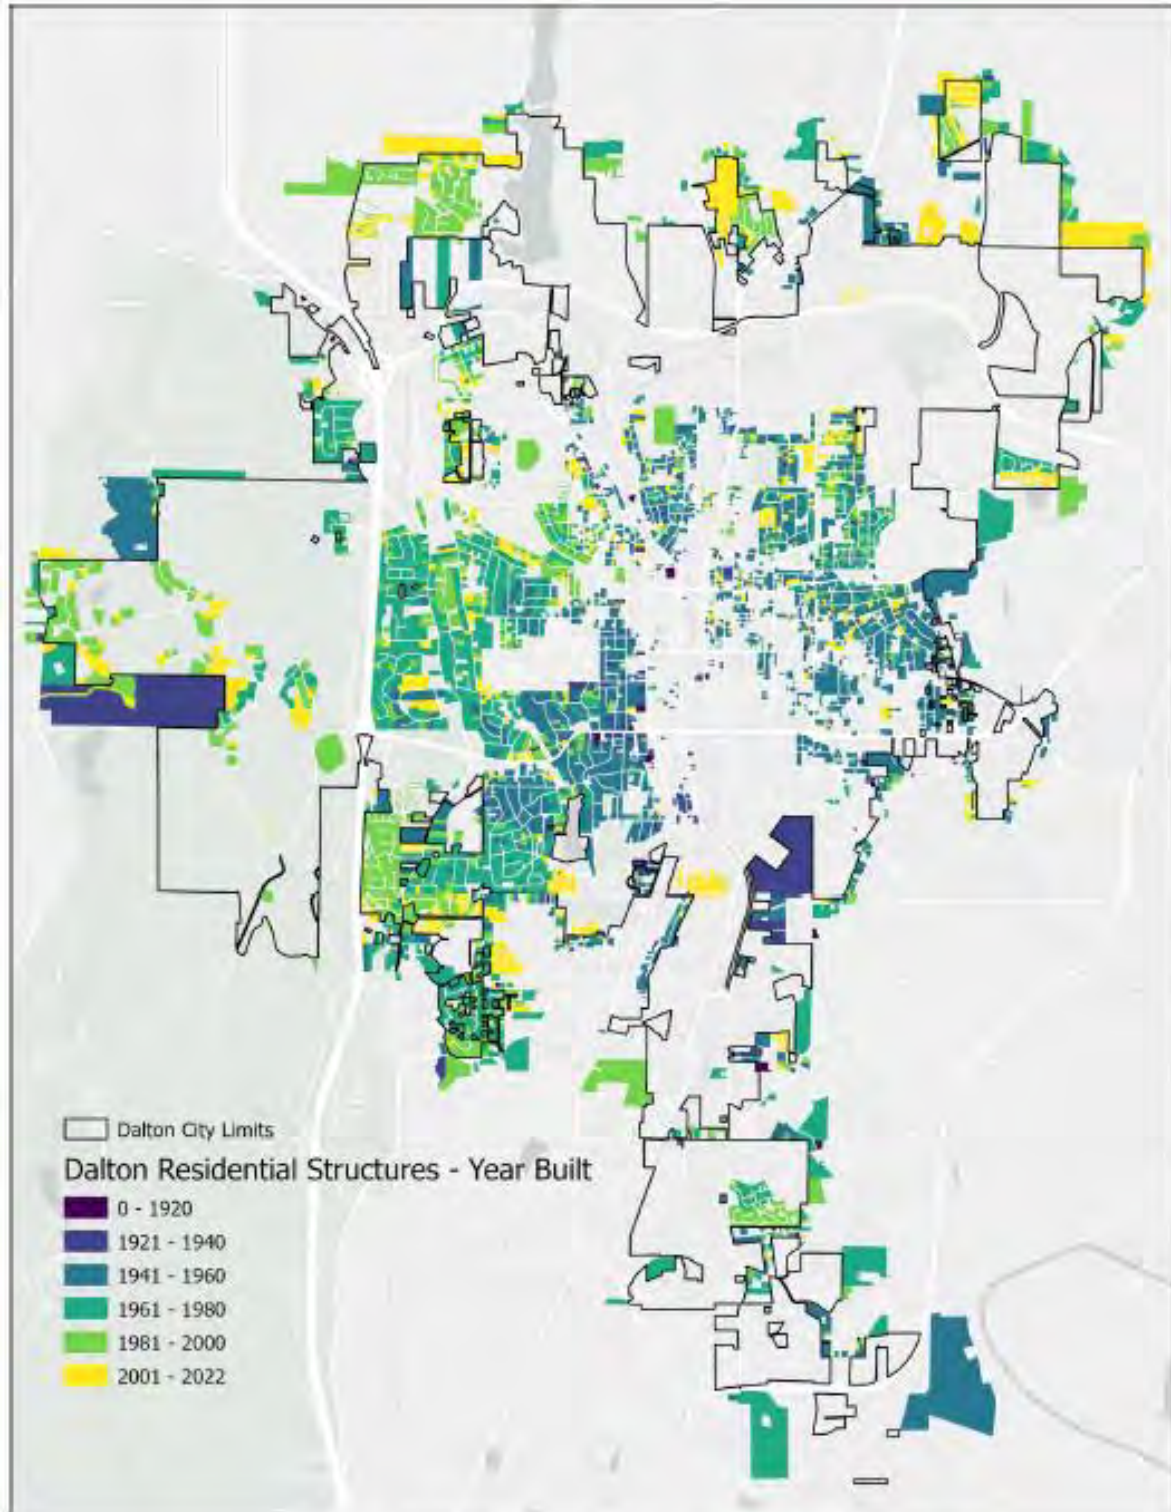 Dalton City Limits
Dalton Residential Structures - Year Built
0 - 1920
1921 - 1940
1941 - 1960
1961 - 1980
1981 - 2000
2001 - 2022